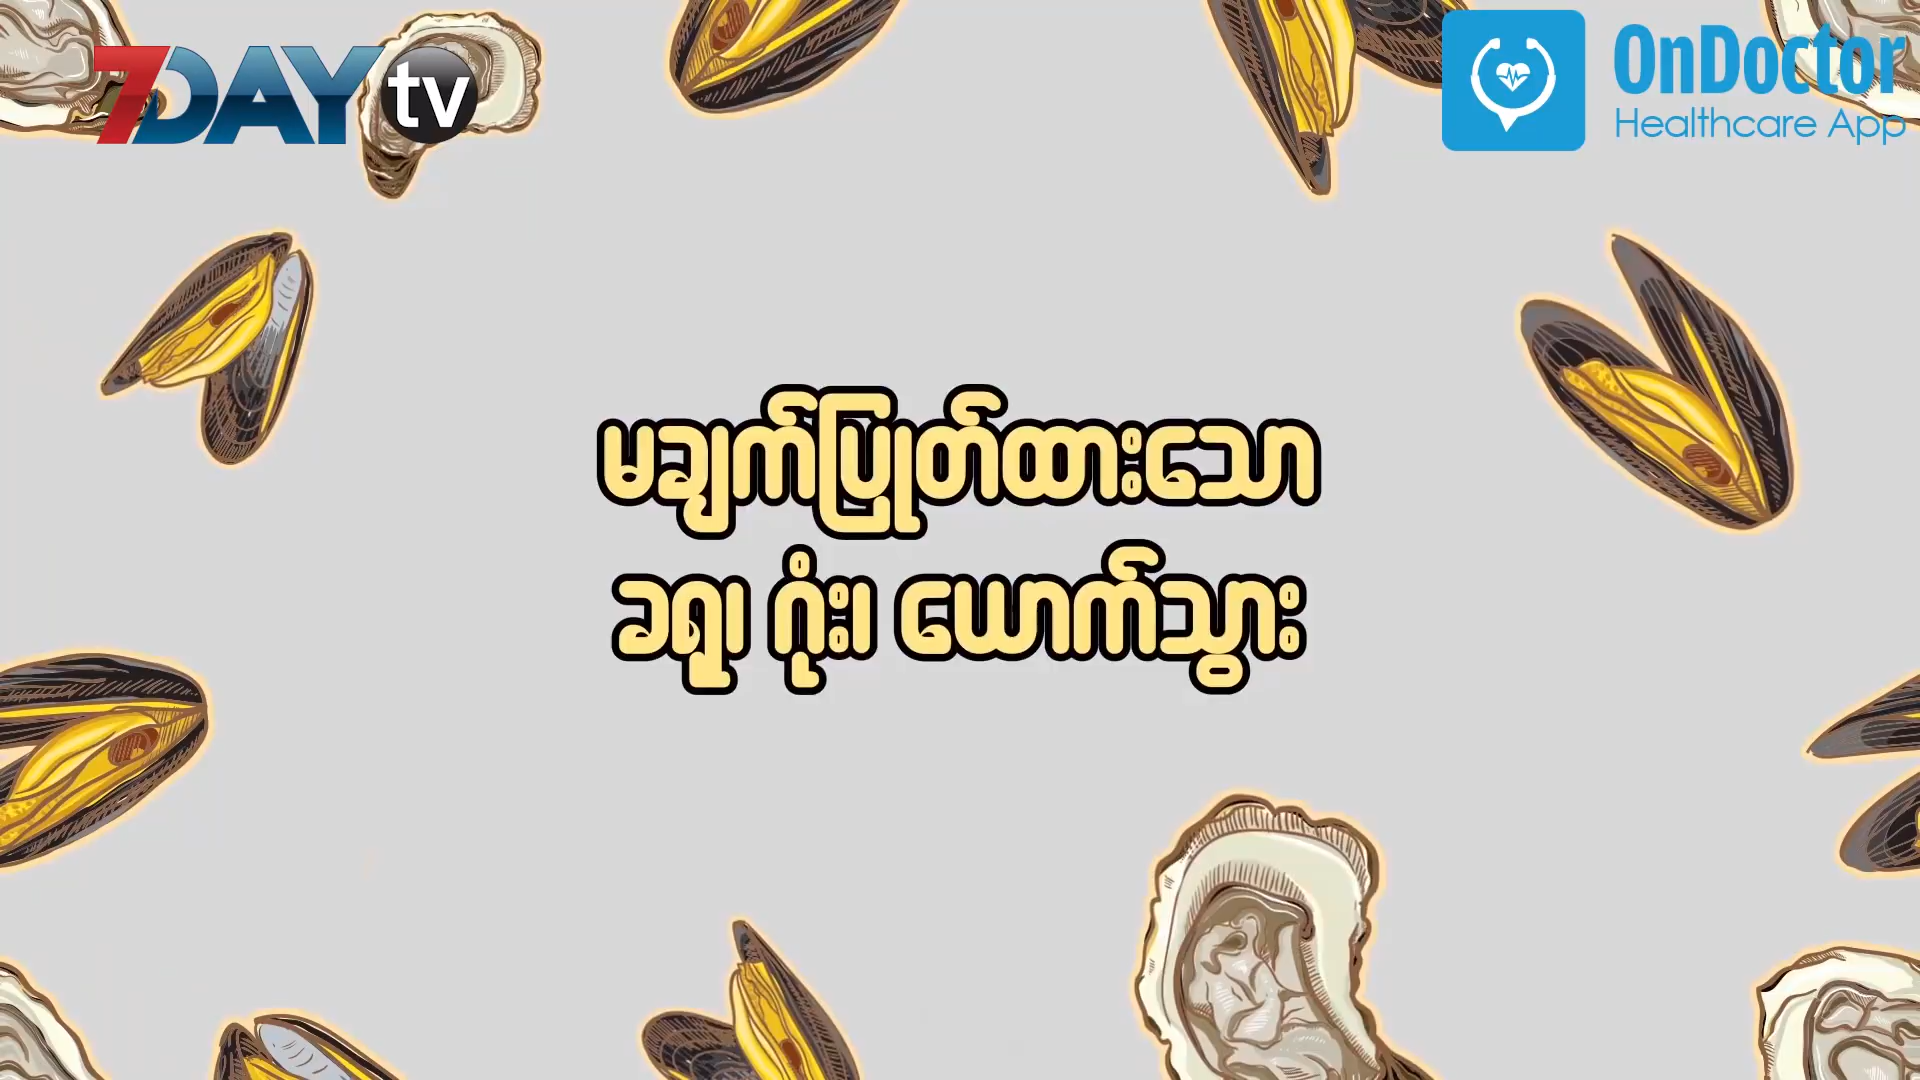 7DAY tv
OnDoctor
Healthcare App
မချက်ပြုတ်ထားသော
ခရု၊ ဂုံး၊ ယောက်သွား